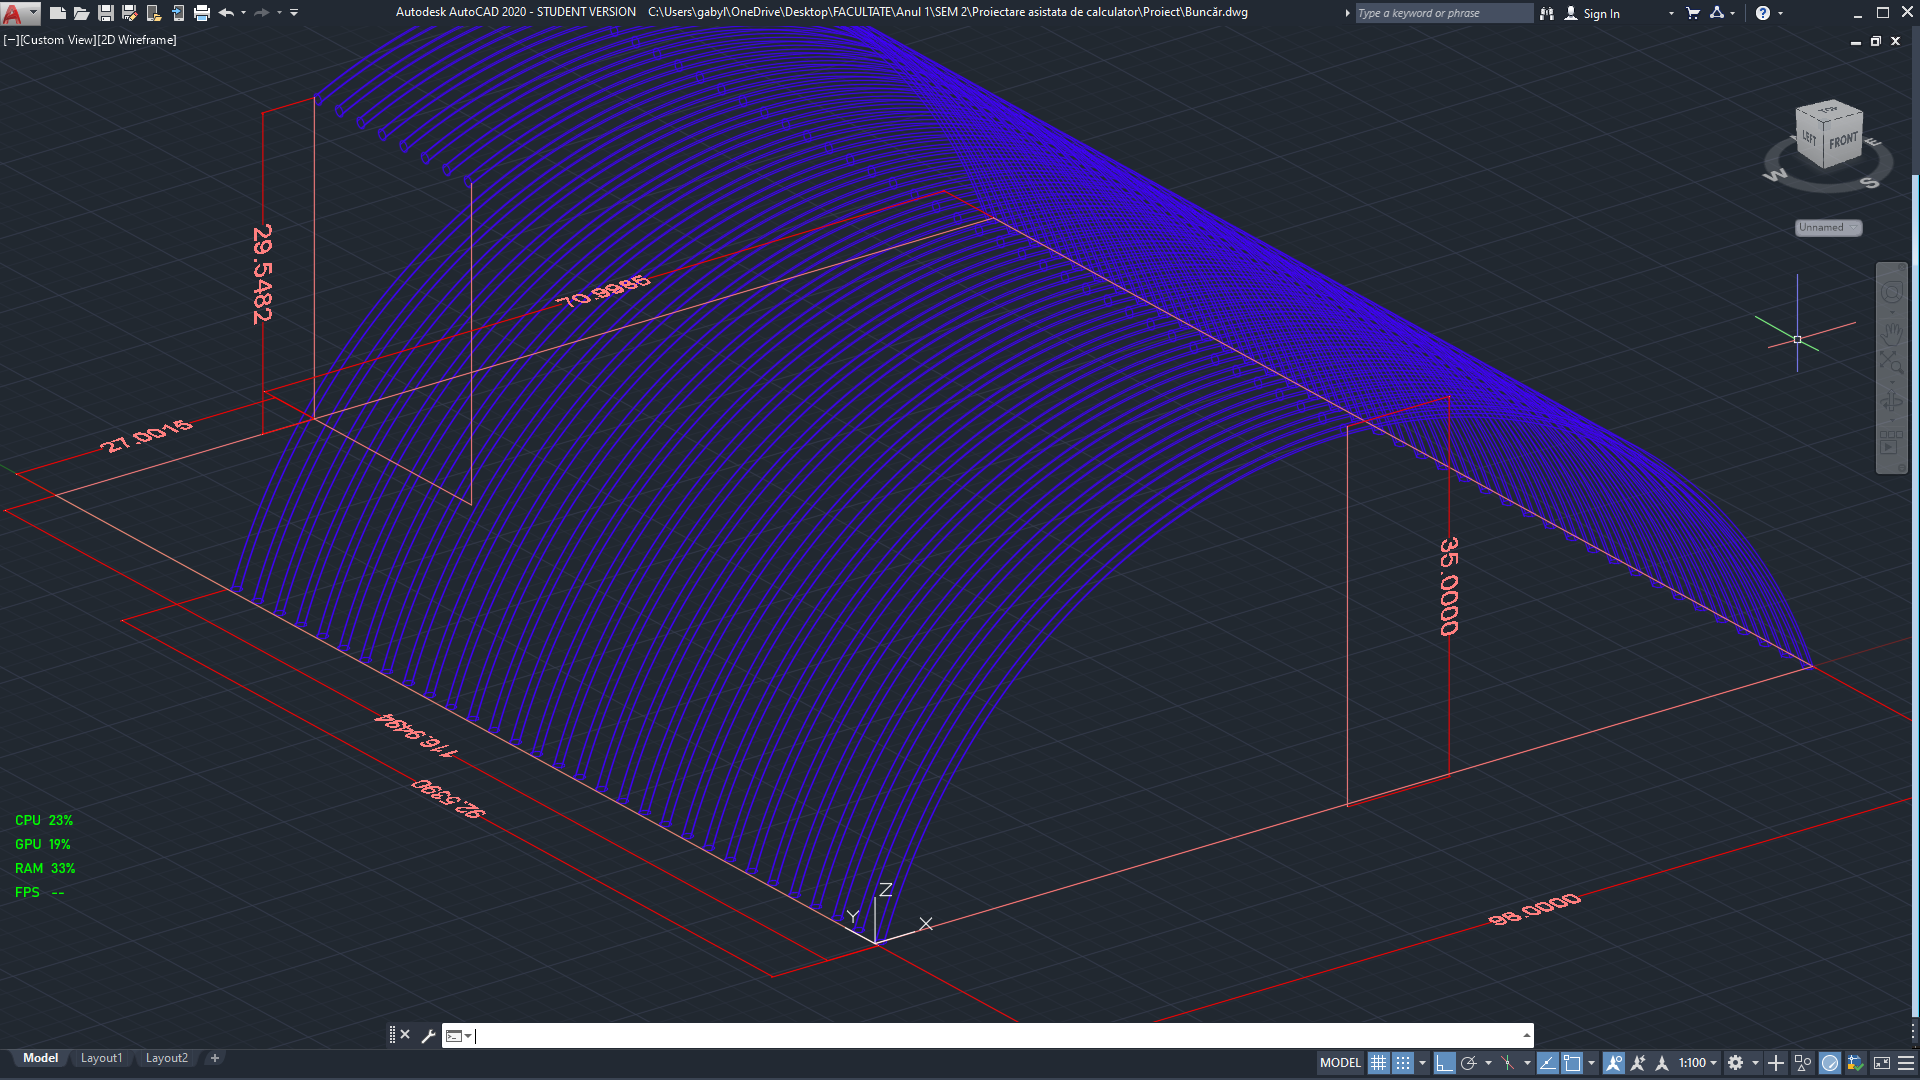 Autodesk AutoCAD 2020 - STUDENT VERSION C:\Users\gabyl\OneDrive\Desktop\FACULTATE\Anul 1\SEM 2\Proiectare asistata de calculator\Proiect\Buncăr.dwg
Type a keyword or phrase
Sign In
[−][Custom View][2D Wireframe]
TOP
LEFT
FRONT
W
S
E
Unnamed
29.5482
70.9985
27.0015
35.0000
116.9494
92.5390
98.0000
CPU 23%
GPU 19%
RAM 33%
FPS --
Z
Y
X
Model
Layout1
Layout2
MODEL
1:100